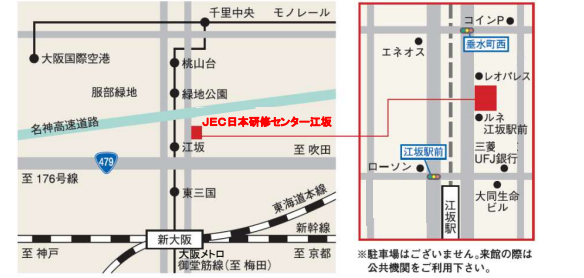 千里中央 モノレール
大阪国際空港
桃山台
服部緑地
緑地公園
名神高速道路
JEC日本研修センター江坂
江坂
至 吹田
479
至 176号線
東三国
東海道本線
新幹線
新大阪
至 神戸
大阪メトロ
御堂筋線(至 梅田)
至 京都
コインP
エネオス
垂水町西
レオパレス
ルネ
江坂駅前
江坂駅前
三菱
UFJ銀行
ローソン
江坂駅
大同生命
ビル
※駐車場はございません。来館の際は
公共機関をご利用下さい。